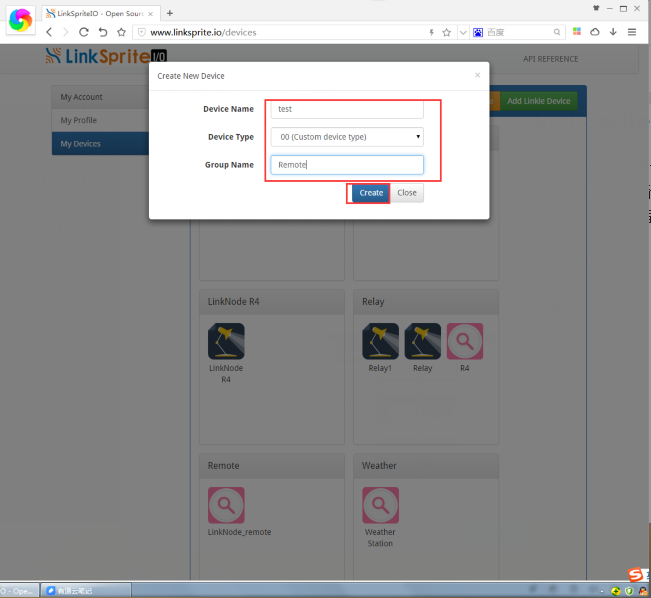 LinkSpriteIO - Open Sourc
www.linksprite.io/devices
百度
LinkSprite I/O
API REFERENCE
My Account
My Profile
My Devices
Add Linkie Device
Create New Device
Device Name
test
Device Type
00 (Custom device type)
Group Name
Remote
Create
Close
LinkNode R4
LinkNode
R4
Relay
Relay1
Relay
R4
Remote
LinkNode_remote
Weather
Weather
Station
O - Ope...
有道云笔记